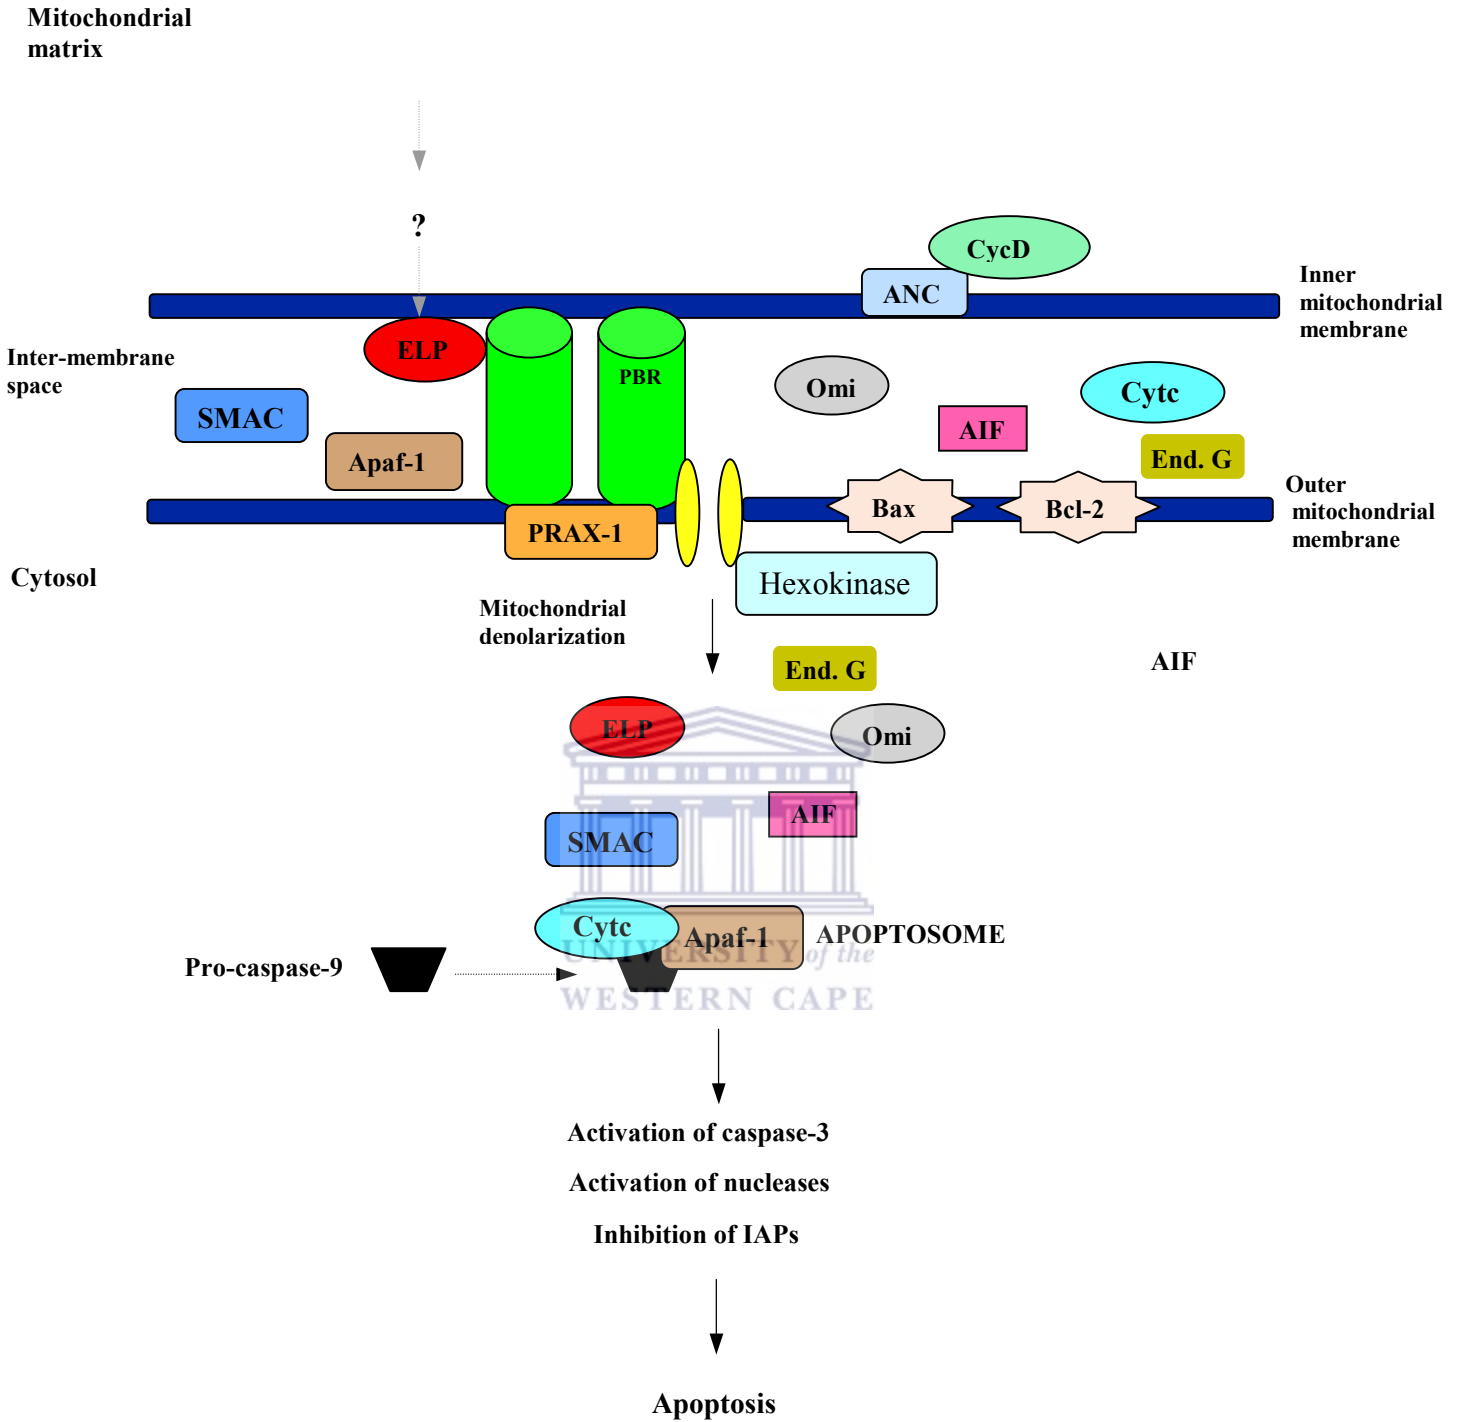 Mitochondrial
matrix
?
CycD
ANC
Inner
mitochondrial
membrane
Inter-membrane
space
ELP
PBR
Omi
Cytc
SMAC
AIF
Apaf-1
End. G
Bax
Bcl-2
Outer
mitochondrial
membrane
PRAX-1
Cytosol
Hexokinase
Mitochondrial
depolarization
End. G
AIF
ELP
Omi
AIF
SMAC
Cytc
Apaf-1
APOPTOSOME
UNIVERSITY of the
WESTERN CAPE
Pro-caspase-9
Activation of caspase-3
Activation of nucleases
Inhibition of IAPs
Apoptosis